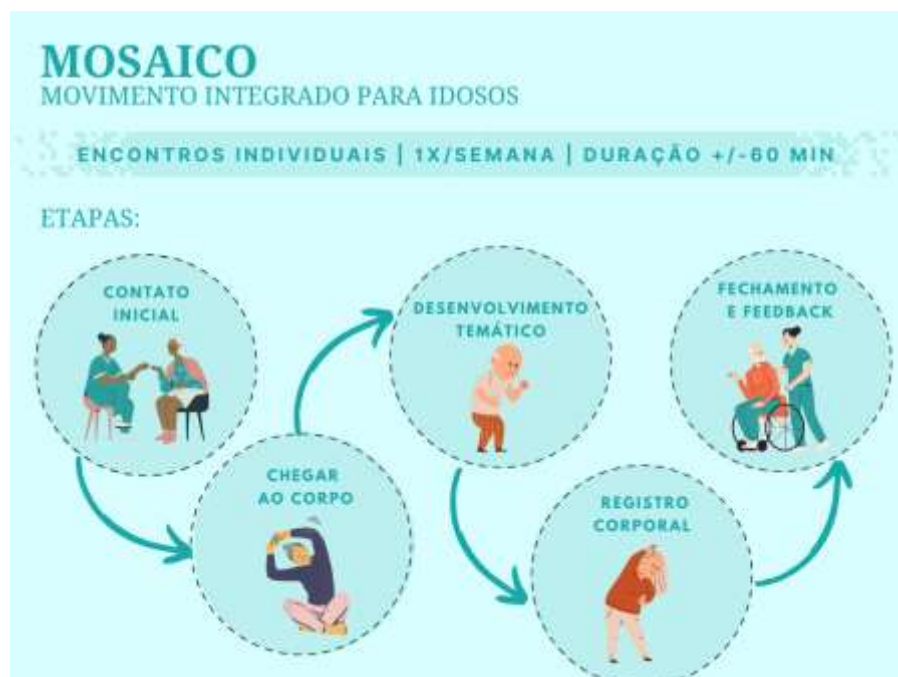 MOSAICO
MOVIMENTO INTEGRADO PARA IDOSOS
ENCONTROS INDIVIDUAIS | 1X/SEMANA | DURAÇÃO +/-60 MIN
ETAPAS:
CONTATO
INICIAL
CHEGAR
AO CORPO
DESENVOLVIMENTO
TEMÁTICO
REGISTRO
CORPORAL
FECHAMENTO
E FEEDBACK